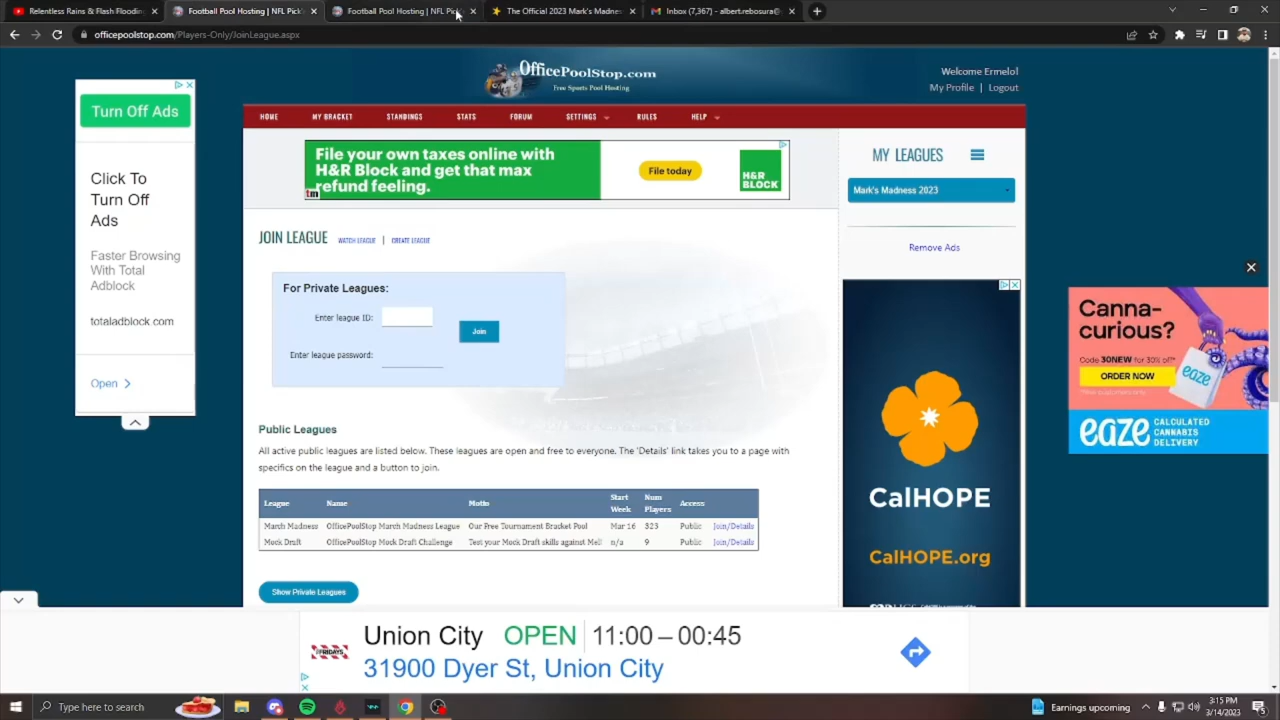 Relentless Rains & Flash Flooding
Football Pool Hosting | NFL Pick'
Football Pool Hosting | NFL Pick
The Official 2023 Mark's Madnes
Inbox (7,367) - albert.rebosura@
officepoolstop.com/Players-Only/JoinLeague.aspx
OfficePoolStop.com
Free Sports Pool Hosting
Welcome Ermelo!
My Profile | Logout
HOME MY BRACKET STANDINGS STATS FORUM SETTINGS RULES HELP
Turn Off Ads
Click To
Turn Off
Ads
Faster Browsing
With Total
Adblock
totaladblock.com
Open
File your own taxes online with
H&R Block and get that max
refund feeling.
tm
File today
H&R
BLOCK
MY LEAGUES
Mark's Madness 2023
Remove Ads
JOIN LEAGUE WATCH LEAGUE | CREATE LEAGUE
For Private Leagues:
Enter league ID:
Join
Enter league password:
Public Leagues
All active public leagues are listed below. These leagues are open and free to everyone. The 'Details' link takes you to a page with
specifics on the league and a button to join.
League Name Motto Start Week Num Players Access
March Madness OfficePoolStop March Madness League Our Free Tournament Bracket Pool Mar 16 323 Public Join/Details
Mock Draft OfficePoolStop Mock Draft Challenge Test your Mock Draft skills against Mel! n/a 9 Public Join/Details
Show Private Leagues
CalHOPE
CalHOPE.org
Canna-
curious?
Code 30NEW for 30% off*
ORDER NOW
eaze
eaze CALCULATED
CANNABIS
DELIVERY
FRIDAYS
Union City OPEN 11:00 – 00:45
31900 Dyer St, Union City
Type here to search
Earnings upcoming
3:15 PM
3/14/2023